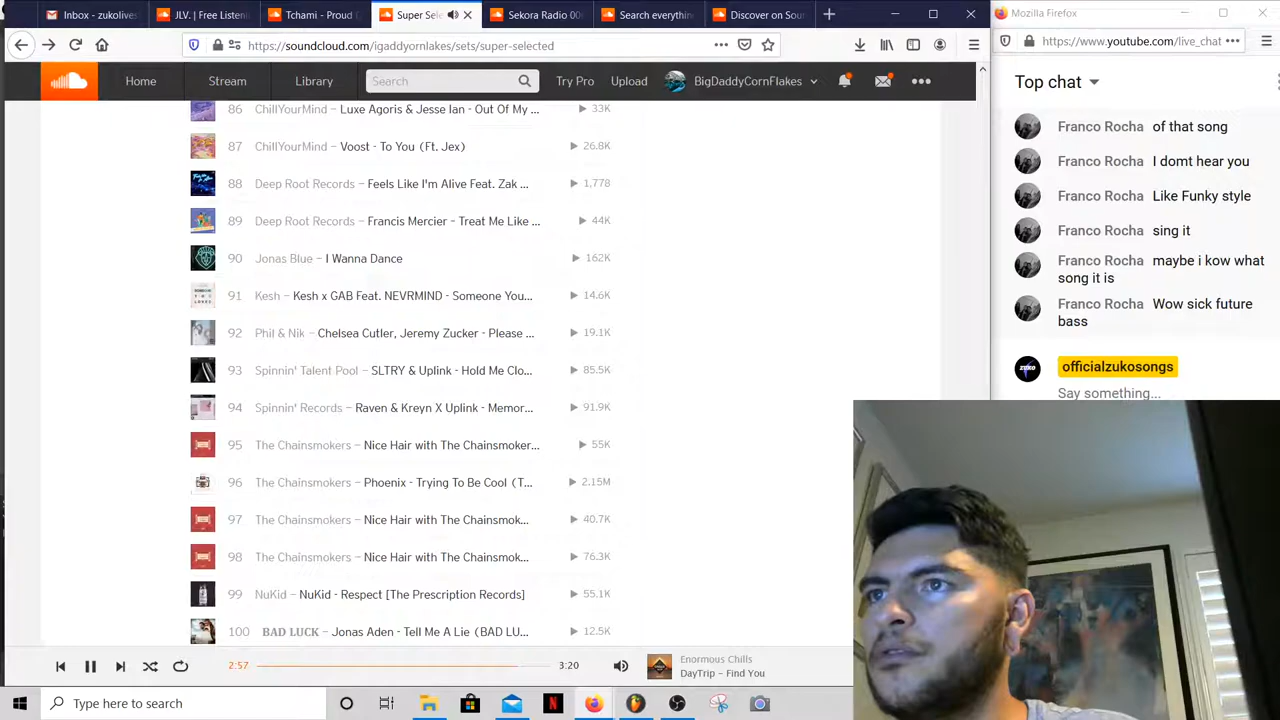 Inbox - zukolives
JLV. | Free Listeni
Tchami - Proud (
Super Sele
Sekora Radio 00
Search everythin
Discover on Sou
Mozilla Firefox
https://soundcloud.com/igaddyornlakes/sets/super-selected
https://www.youtube.com/live_chat
Home
Stream
Library
Search
Try Pro
Upload
BigDaddyCornFlakes
Top chat
86 ChillYourMind – Luxe Agoris & Jesse Ian - Out Of My ... 33K
87 ChillYourMind – Voost - To You (Ft. Jex) 26.8K
88 Deep Root Records – Feels Like I'm Alive Feat. Zak ... 1,778
89 Deep Root Records – Francis Mercier - Treat Me Like ... 44K
90 Jonas Blue – I Wanna Dance 162K
91 Kesh – Kesh x GAB Feat. NEVRMIND - Someone You... 14.6K
92 Phil & Nik – Chelsea Cutler, Jeremy Zucker - Please ... 19.1K
93 Spinnin' Talent Pool – SLTRY & Uplink - Hold Me Clo... 85.5K
94 Spinnin' Records – Raven & Kreyn X Uplink - Memor... 91.9K
95 The Chainsmokers – Nice Hair with The Chainsmoker... 55K
96 The Chainsmokers – Phoenix - Trying To Be Cool (T... 2.15M
97 The Chainsmokers – Nice Hair with The Chainsmok... 40.7K
98 The Chainsmokers – Nice Hair with The Chainsmok... 76.3K
99 NuKid – NuKid - Respect [The Prescription Records] 55.1K
100 BAD LUCK – Jonas Aden - Tell Me A Lie (BAD LU... 12.5K
Franco Rocha of that song
Franco Rocha I domt hear you
Franco Rocha Like Funky style
Franco Rocha sing it
Franco Rocha maybe i kow what
song it is
Franco Rocha Wow sick future
bass
officialzukosongs
Say something...
2:57
3:20
Enormous Chills
DayTrip - Find You
Type here to search